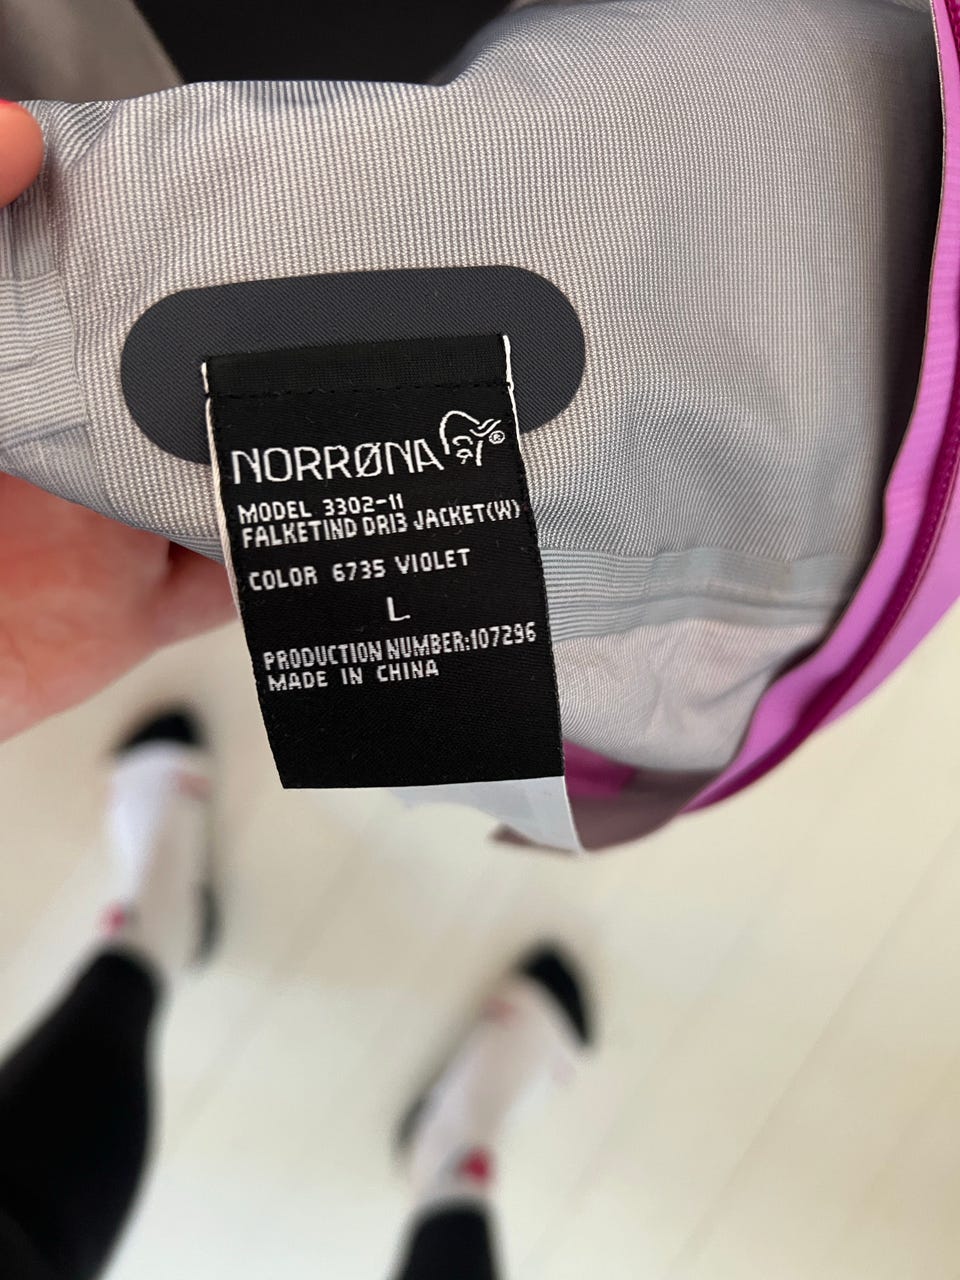 NORRØNA ®
MODEL 3302-11
FALKETIND DRI3 JACKET(W)
COLOR 6735 VIOLET
L
PRODUCTION NUMBER:107296
MADE IN CHINA